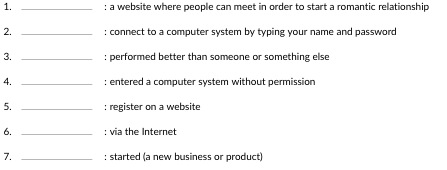 1. ____________ : a website where people can meet in order to start a romantic relationship
2. ____________ : connect to a computer system by typing your name and password
3. ____________ : performed better than someone or something else
4. ____________ : entered a computer system without permission
5. ____________ : register on a website
6. ____________ : via the Internet
7. ____________ : started (a new business or product)